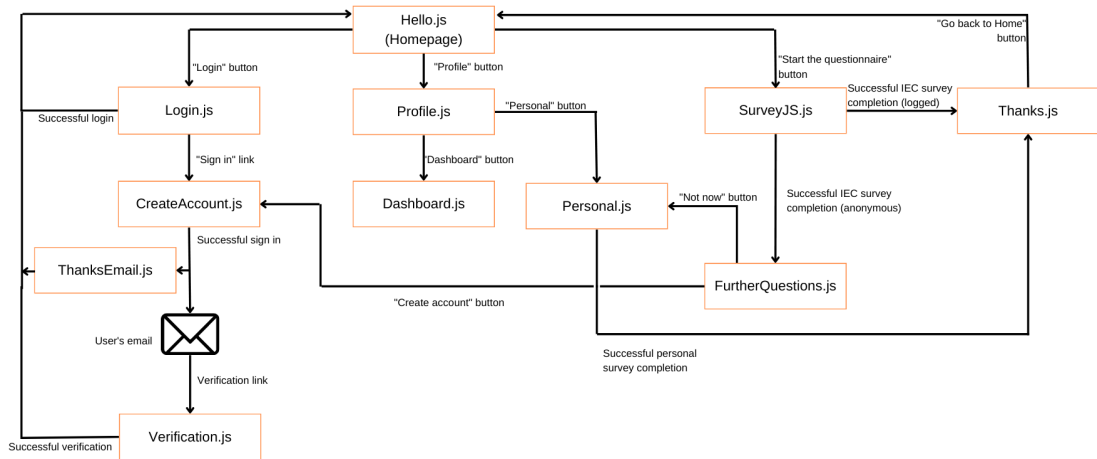 Hello.js
(Homepage)
"Go back to Home"
button
"Login" button
"Profile" button
"Start the questionnaire"
button
Successful IEC survey
completion (logged)
Login.js
Profile.js
"Personal" button
SurveyJS.js
Thanks.js
Successful login
"Sign in" link
"Dashboard" button
CreateAccount.js
Dashboard.js
Personal.js
"Not now" button
Successful IEC survey
completion (anonymous)
Successful sign in
ThanksEmail.js
FurtherQuestions.js
"Create account" button
User's email
Successful personal
survey completion
Verification link
Verification.js
Successful verification